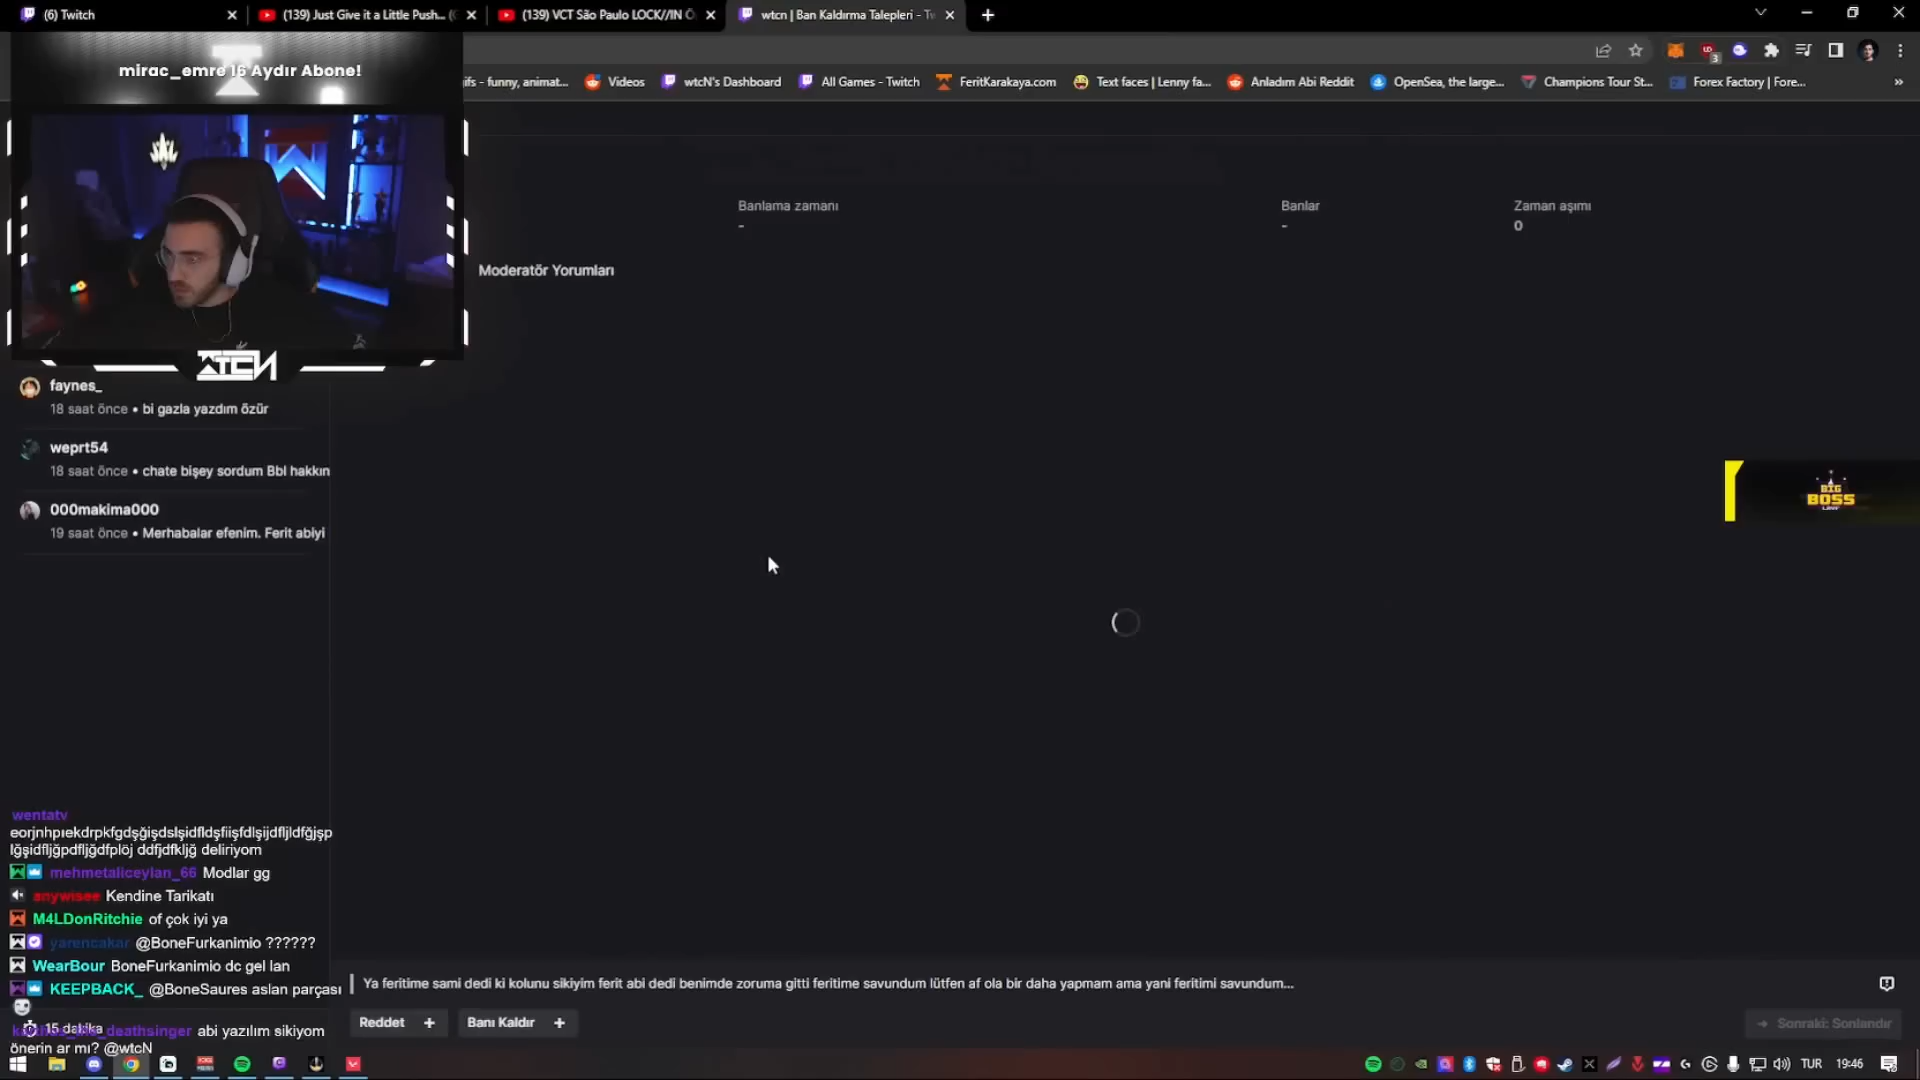 (6) Twitch
(139) Just Give it a Little Push... (
(139) VCT São Paulo LOCK//IN Ö
wtcn | Ban Kaldırma Talepleri - Tw
mirac_emre 16 Aydır Abone!
ifs - funny, animat...
Videos
wtcN's Dashboard
All Games - Twitch
FeritKarakaya.com
Text faces | Lenny fa...
Anladım Abi Reddit
OpenSea, the large...
Champions Tour St...
Forex Factory | Fore...
»
Banlama zamanı
-
Banlar
-
Zaman aşımı
0
Moderatör Yorumları
WTCN
faynes_
18 saat önce • bi gazla yazdım özür
weprt54
18 saat önce • chate bişey sordum Bbl hakkın
000makima000
19 saat önce • Merhabalar efenim. Ferit abiyi
BIG
BOSS
wentatv
eorjnhpıekdrpkfgdşğişdslşidfldşfiişfdlşijdfljldfğjşp
lğşidfljğpdfljğdfplöj ddfjdfkljğ deliriyom
mehmetaliceylan_66 Modlar gg
anywisee Kendine Tarikatı
M4LDonRitchie of çok iyi ya
yarencakar @BoneFurkanimio ??????
WearBour BoneFurkanimio dc gel lan
KEEPBACK_ @BoneSaures aslan parçası
15 dakika
deathsinger abi yazılım sikiyom
önerin ar mı? @wtcN
Ya feritime sami dedi ki kolunu sikiyim ferit abi dedi benimde zoruma gitti feritime savundum lütfen af ola bir daha yapmam ama yani feritimi savundum...
Reddet +
Banı Kaldır +
→ Sonraki: Sonlandır
TUR
19:46